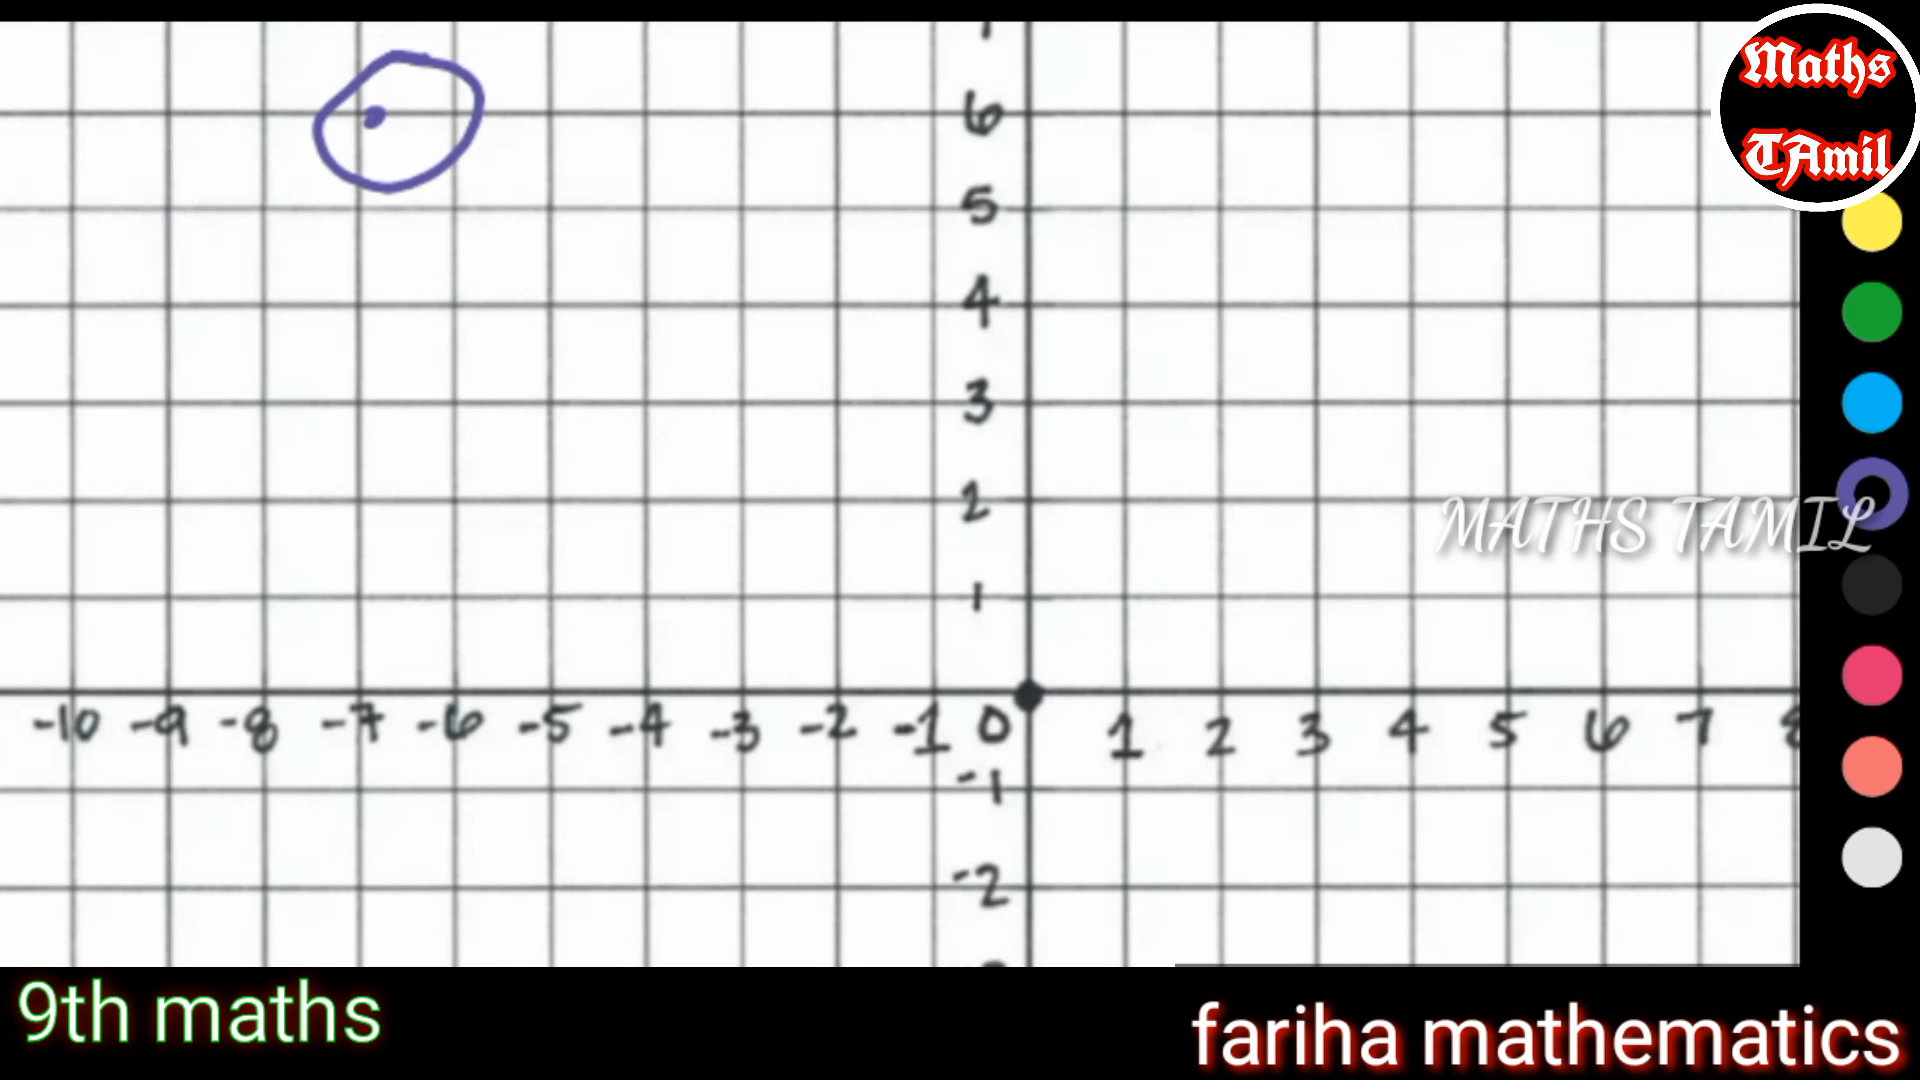 Maths
TAmil
6
5
4
3
2
MATHS TAMIL
1
-10 -9 -8 -7 -6 -5 -4 -3 -2 -1 0 1 2 3 4 5 6 7
-1
-2
9th maths
fariha mathematics